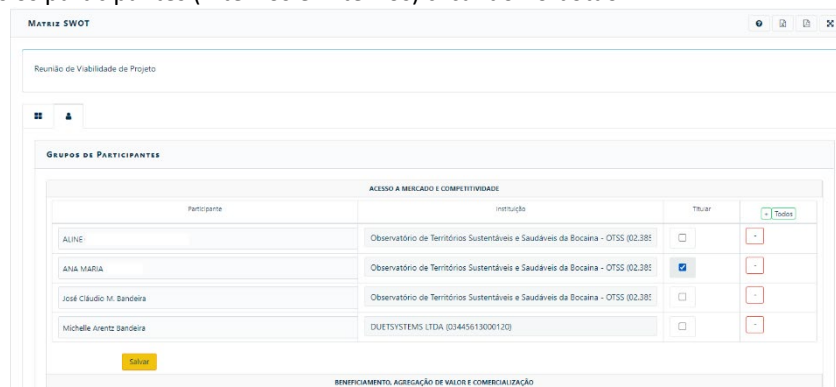 MATRIZ SWOT
Reunião de Viabilidade de Projeto
GRUPOS DE PARTICIPANTES
ACESSO A MERCADO E COMPETITIVIDADE
Participante Instituição Titular + Todos
ALINE Observatório de Territórios Sustentáveis e Saudáveis da Bocaina - OTSS (02.385 -
ANA MARIA Observatório de Territórios Sustentáveis e Saudáveis da Bocaina - OTSS (02.385 -
José Cláudio M. Bandeira Observatório de Territórios Sustentáveis e Saudáveis da Bocaina - OTSS (02.385 -
Michelle Arentz Bandeira DUETSYSTEMS LTDA (03445613000120) -
Salvar
BENEFICIAMENTO, AGREGAÇÃO DE VALOR E COMERCIALIZAÇÃO